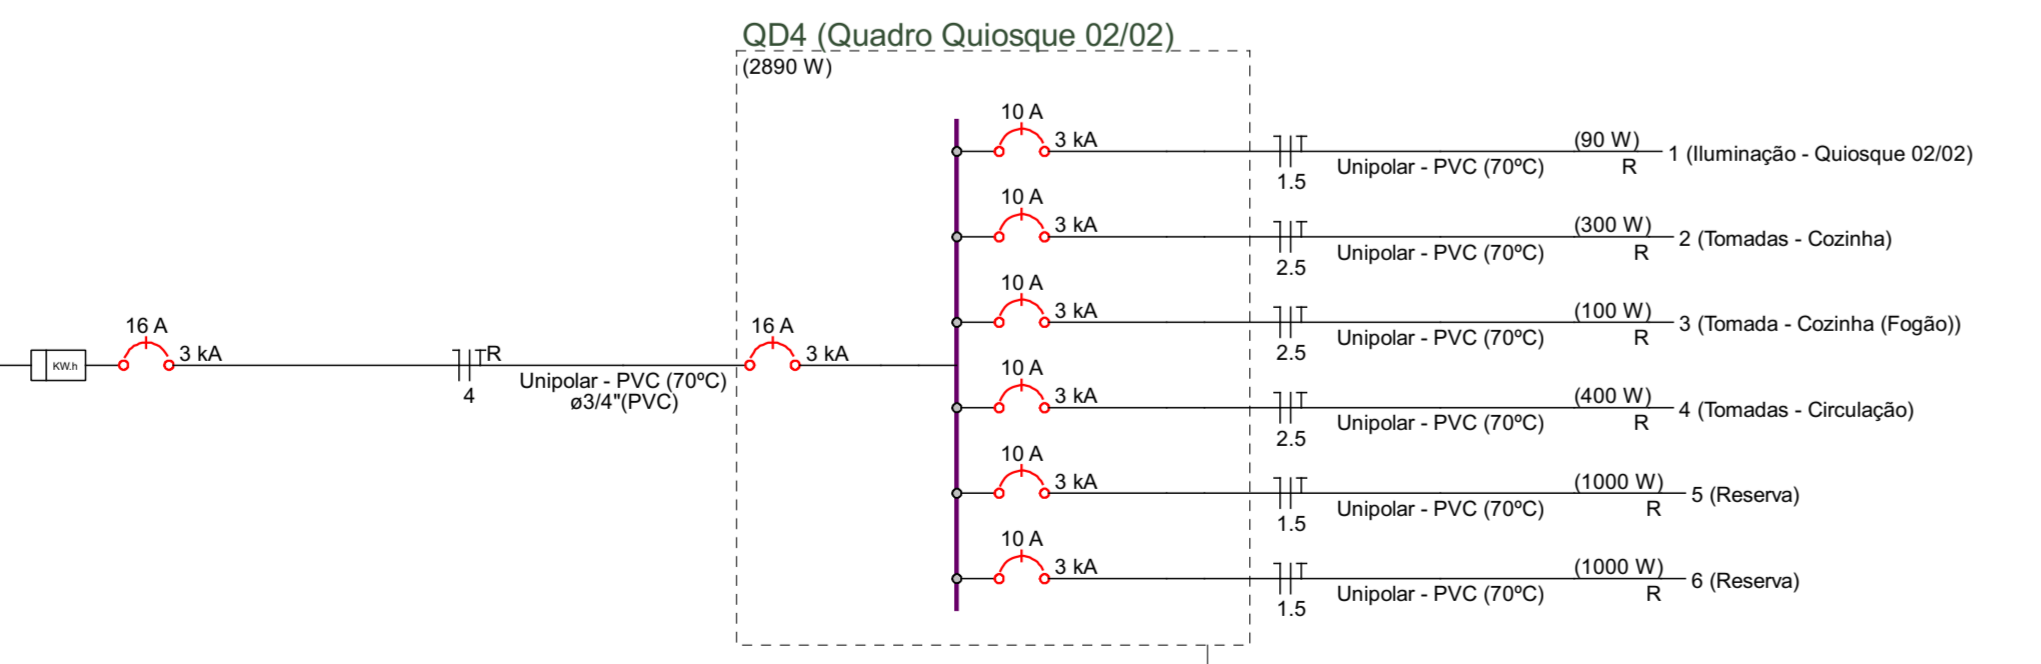 QD4 (Quadro Quiosque 02/02)
(2890 W)
10 A
3 kA
T
1.5
Unipolar - PVC (70ºC)
(90 W)
R
1 (Iluminação - Quiosque 02/02)
10 A
3 kA
T
2.5
Unipolar - PVC (70ºC)
(300 W)
R
2 (Tomadas - Cozinha)
10 A
3 kA
T
2.5
Unipolar - PVC (70ºC)
(100 W)
R
3 (Tomada - Cozinha (Fogão))
KW.h
16 A
3 kA
TR
4
Unipolar - PVC (70ºC)
ø3/4"(PVC)
16 A
3 kA
10 A
3 kA
T
2.5
Unipolar - PVC (70ºC)
(400 W)
R
4 (Tomadas - Circulação)
10 A
3 kA
T
1.5
Unipolar - PVC (70ºC)
(1000 W)
R
5 (Reserva)
10 A
3 kA
T
1.5
Unipolar - PVC (70ºC)
(1000 W)
R
6 (Reserva)